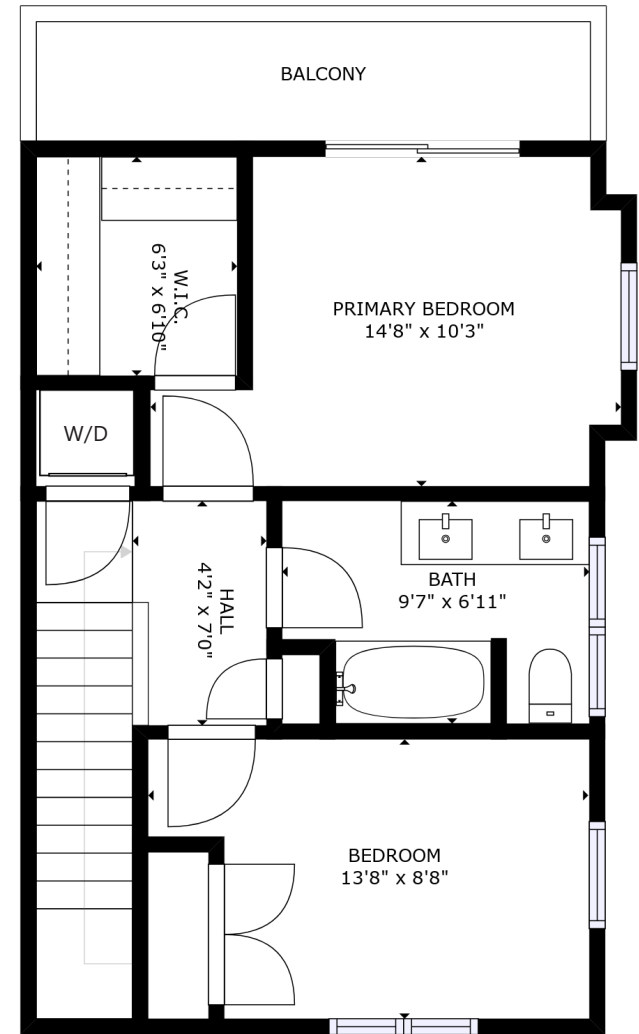 BALCONY
W.I.C.
6'3" x 6'10"
PRIMARY BEDROOM
14'8" x 10'3"
W/D
HALL
4'2" x 7'0"
BATH
9'7" x 6'11"
BEDROOM
13'8" x 8'8"